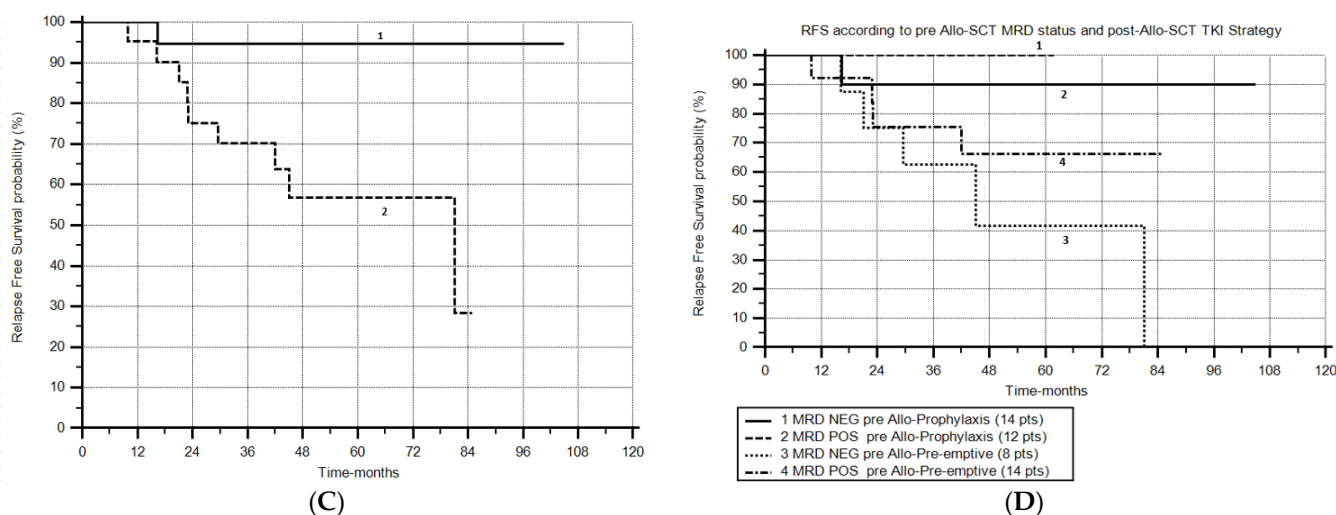 100
90
80
70
60
50
40
30
20
10
0
Relapse Free Survival probability (%)
1
2
0 12 24 36 48 60 72 84 96 108 120
Time-months
(C)
RFS according to pre Allo-SCT MRD status and post-Allo-SCT TKI Strategy
100
90
80
70
60
50
40
30
20
10
0
Relapse Free Survival probability (%)
1
2
4
3
0 12 24 36 48 60 72 84 96 108 120
Time-months
1 MRD NEG pre Allo-Prophylaxis (14 pts)
2 MRD POS pre Allo-Prophylaxis (12 pts)
3 MRD NEG pre Allo-Pre-emptive (8 pts)
4 MRD POS pre Allo-Pre-emptive (14 pts)
(D)